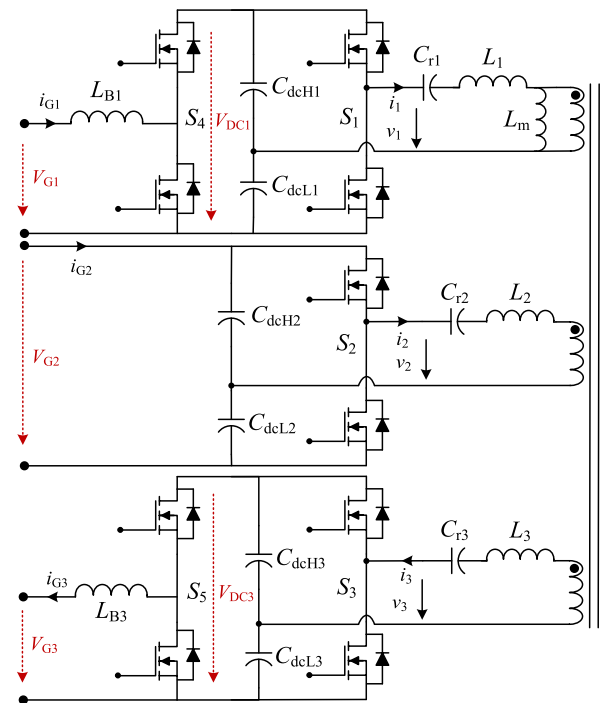 C_r1 L_1
L_B1 C_dcH1
i_G1 S_4 V_DC1 S_1 i_1 L_m
v_1
V_G1 C_dcL1
i_G2
C_r2 L_2
C_dcH2
S_2 i_2
V_G2 v_2
C_dcL2
C_r3 L_3
C_dcH3
i_G3 S_5 V_DC3 S_3 i_3
L_B3 v_3
V_G3 C_dcL3